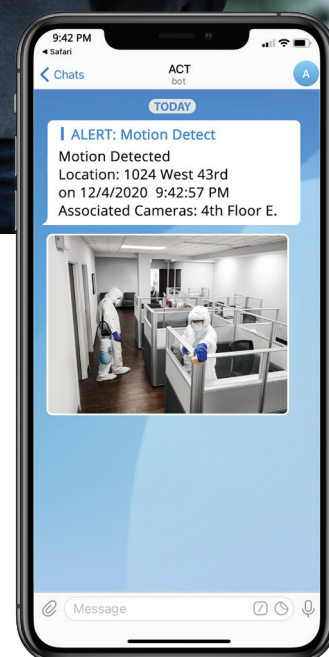 9:42 PM
◀ Safari
Chats
ACT
bot
A
TODAY
ALERT: Motion Detect
Motion Detected
Location: 1024 West 43rd
on 12/4/2020  9:42:57 PM
Associated Cameras: 4th Floor E.
Message